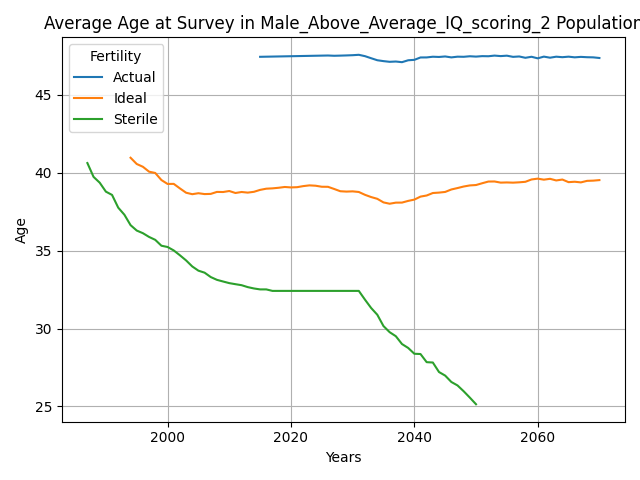 Average Age at Survey in Male_Above_Average_IQ_scoring_2 Population
Fertility
Actual
Ideal
Sterile
45
40
35
30
25
Age
2000
2020
2040
2060
Years